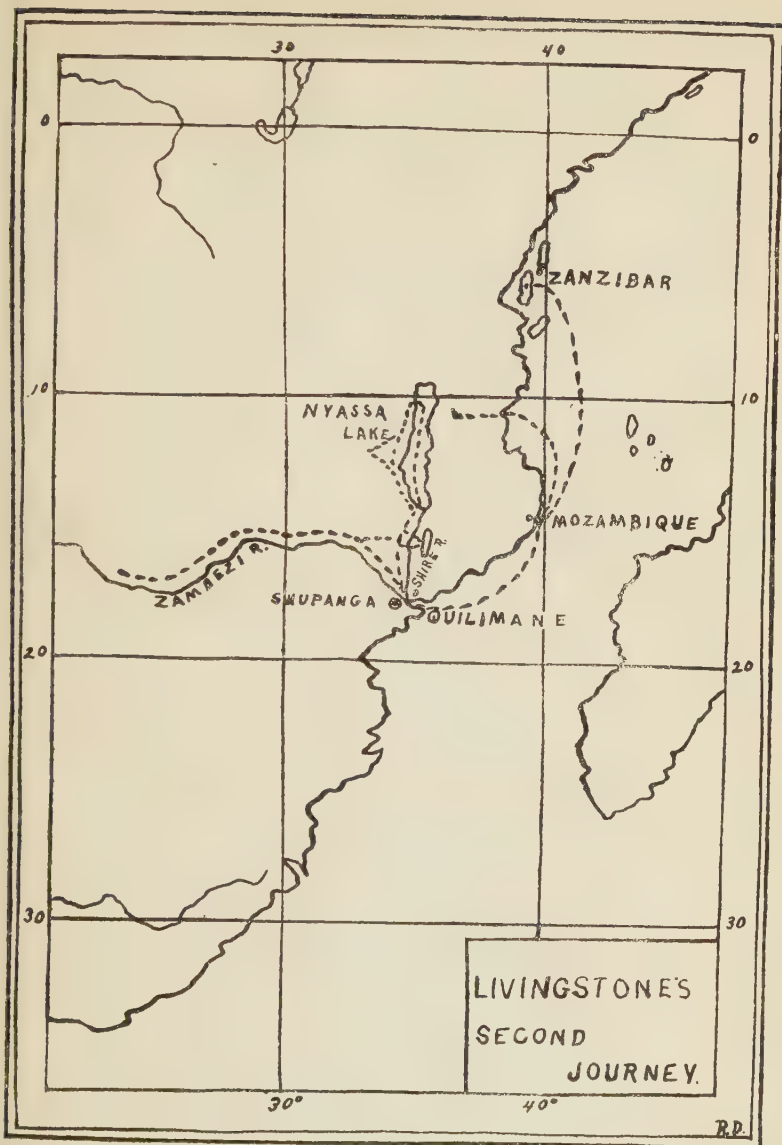 30 40
0 0
ZANZIBAR
10 10
NYASSA
LAKE
MOZAMBIQUE
SHIRE R.
ZAMBEZI R.
SHUPANGA
QUILIMANE
20 20
30 30
LIVINGSTONE'S
SECOND
JOURNEY.
30° 40°
R.D.